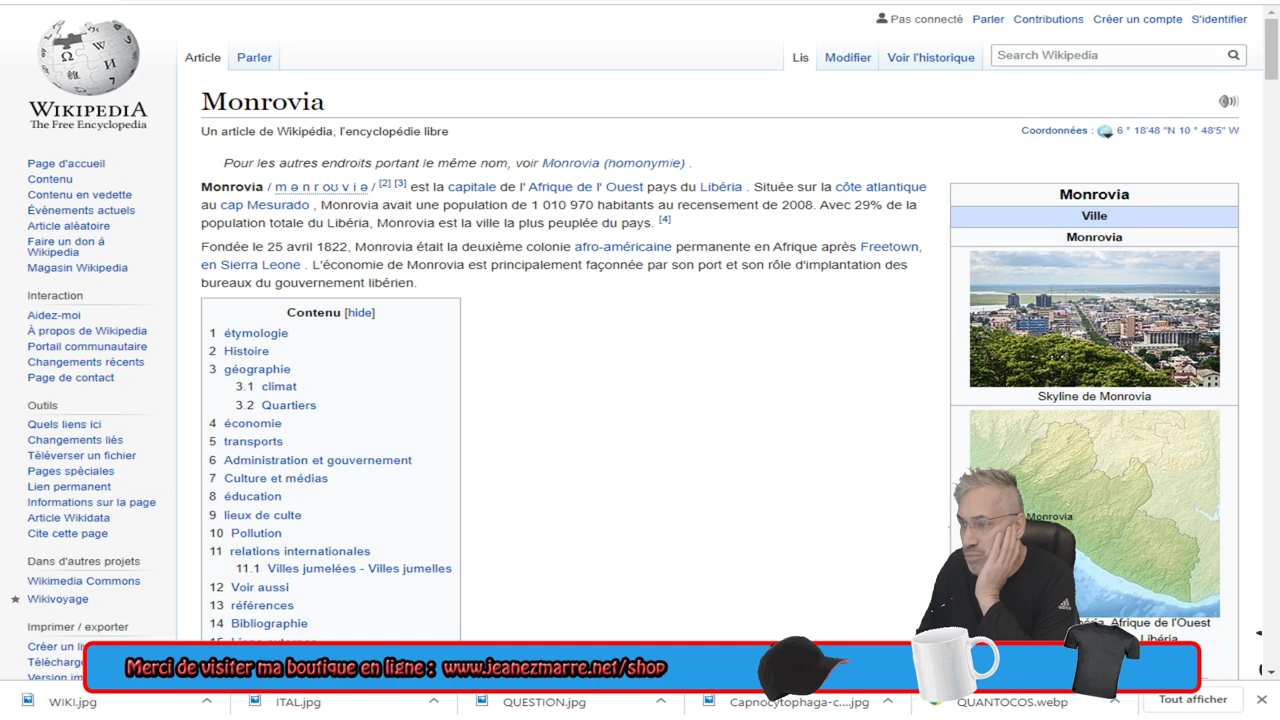 Pas connecté Parler Contributions Créer un compte S'identifier
Article Parler Lis Modifier Voir l'historique Search Wikipedia
WIKIPEDIA
The Free Encyclopedia
Page d'accueil
Contenu
Contenu en vedette
Événements actuels
Article aléatoire
Faire un don à
Wikipedia
Magasin Wikipedia
Interaction
Aidez-moi
À propos de Wikipedia
Portail communautaire
Changements récents
Page de contact
Outils
Quels liens ici
Changements liés
Téléverser un fichier
Pages spéciales
Lien permanent
Informations sur la page
Article Wikidata
Cite cette page
Dans d'autres projets
Wikimedia Commons
Wikivoyage
Imprimer / exporter
Créer un li
Télécharg
Version im
Monrovia
Un article de Wikipédia, l'encyclopédie libre
Coordonnées : 6 ° 18'48 "N 10 ° 48'5" W
Pour les autres endroits portant le même nom, voir Monrovia (homonymie) .
Monrovia / m ə n r oʊ v i ə / [2] [3] est la capitale de l' Afrique de l' Ouest pays du Libéria . Située sur la côte atlantique
au cap Mesurado , Monrovia avait une population de 1 010 970 habitants au recensement de 2008. Avec 29% de la
population totale du Libéria, Monrovia est la ville la plus peuplée du pays. [4]
Fondée le 25 avril 1822, Monrovia était la deuxième colonie afro-américaine permanente en Afrique après Freetown,
en Sierra Leone . L'économie de Monrovia est principalement façonnée par son port et son rôle d'implantation des
bureaux du gouvernement libérien.
Contenu [hide]
1 étymologie
2 Histoire
3 géographie
3.1 climat
3.2 Quartiers
4 économie
5 transports
6 Administration et gouvernement
7 Culture et médias
8 éducation
9 lieux de culte
10 Pollution
11 relations internationales
11.1 Villes jumelées - Villes jumelles
12 Voir aussi
13 références
14 Bibliographie
Monrovia
Ville
Monrovia
Skyline de Monrovia
Monrovia
Afrique de l'Ouest
Libéria
Merci de visiter ma boutique en ligne : www.jeanezmarre.net/shop
WIKI.jpg ITAL.jpg QUESTION.jpg Capnocytophaga-c....jpg QUANTOCOS.webp Tout afficher